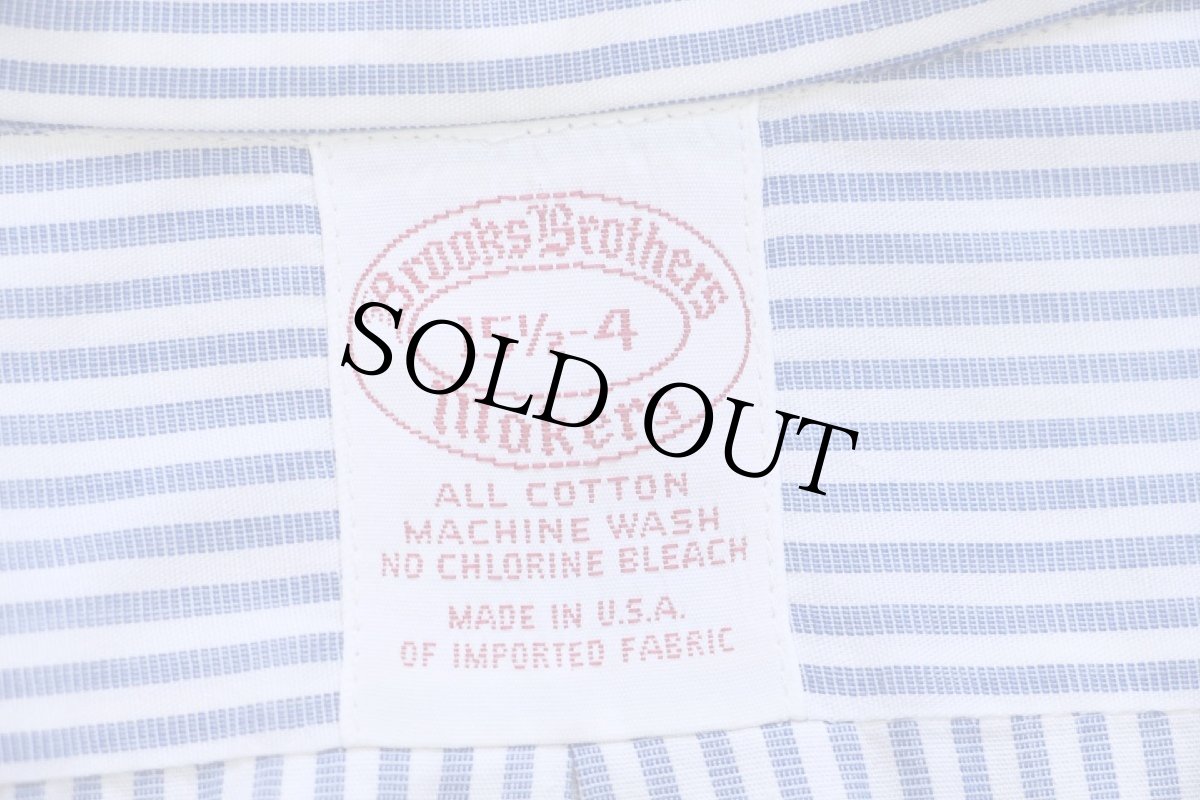 Brooks Brothers
15½-4
Makers
SOLD OUT
ALL COTTON
MACHINE WASH
NO CHLORINE BLEACH
MADE IN U.S.A.
OF IMPORTED FABRIC